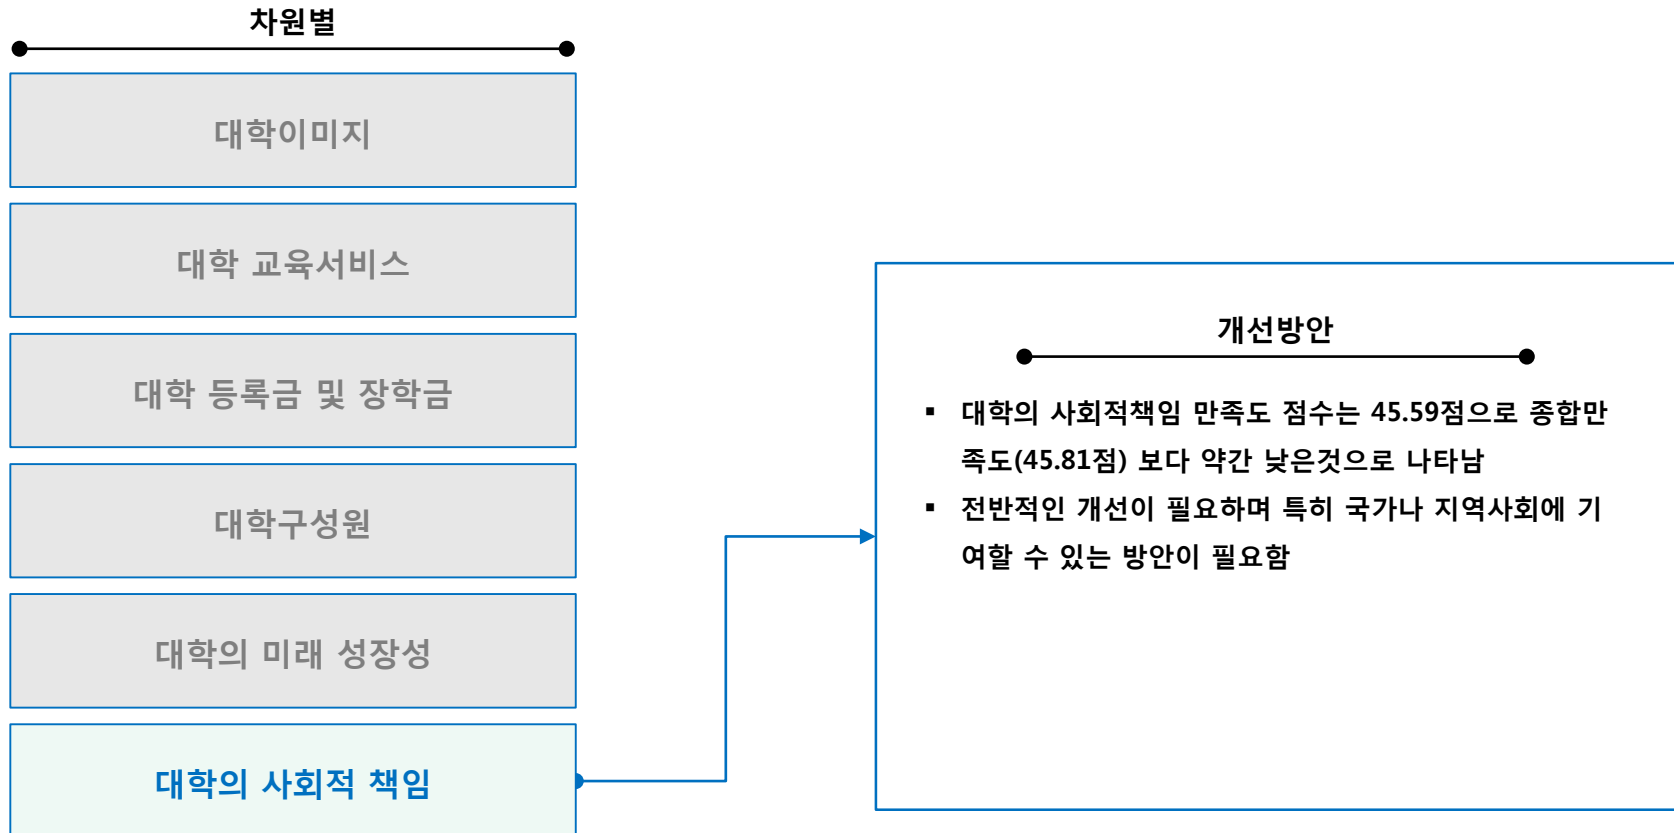 차원별
대학이미지
대학 교육서비스
대학 등록금 및 장학금
대학구성원
대학의 미래 성장성
대학의 사회적 책임
개선방안
▪ 대학의 사회적책임 만족도 점수는 45.59점으로 종합만
족도(45.81점) 보다 약간 낮은것으로 나타남
▪ 전반적인 개선이 필요하며 특히 국가나 지역사회에 기
여할 수 있는 방안이 필요함